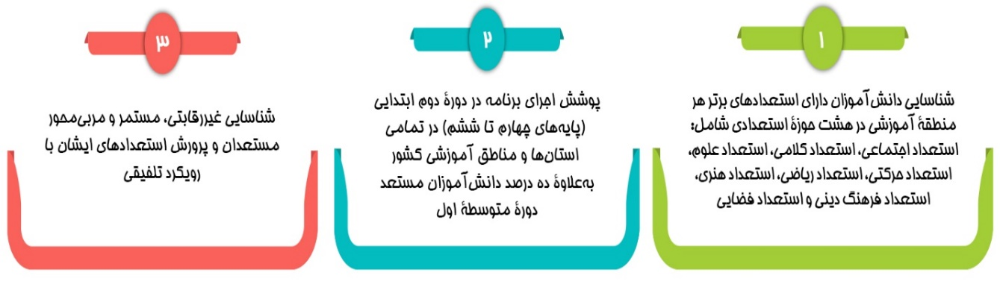 ۱
شناسایی دانش‌آموزان دارای استعدادهای برتر هر
منطقهٔ آموزشی در هشت حوزهٔ استعدادی شامل:
استعداد اجتماعی، استعداد کلامی، استعداد علوم،
استعداد حرکتی، استعداد ریاضی، استعداد هنری،
استعداد فرهنگ دینی و استعداد فضایی
۲
پوشش اجرای برنامه در دورهٔ دوم ابتدایی
(پایه‌های چهارم تا ششم) در تمامی
استان‌ها و مناطق آموزشی کشور
به‌علاوهٔ ده درصد دانش‌آموزان مستعد
دورهٔ متوسطهٔ اول
۳
شناسایی غیررقابتی، مستمر و مربی‌محور
مستعدان و پرورش استعدادهای ایشان با
رویکرد تلفیقی